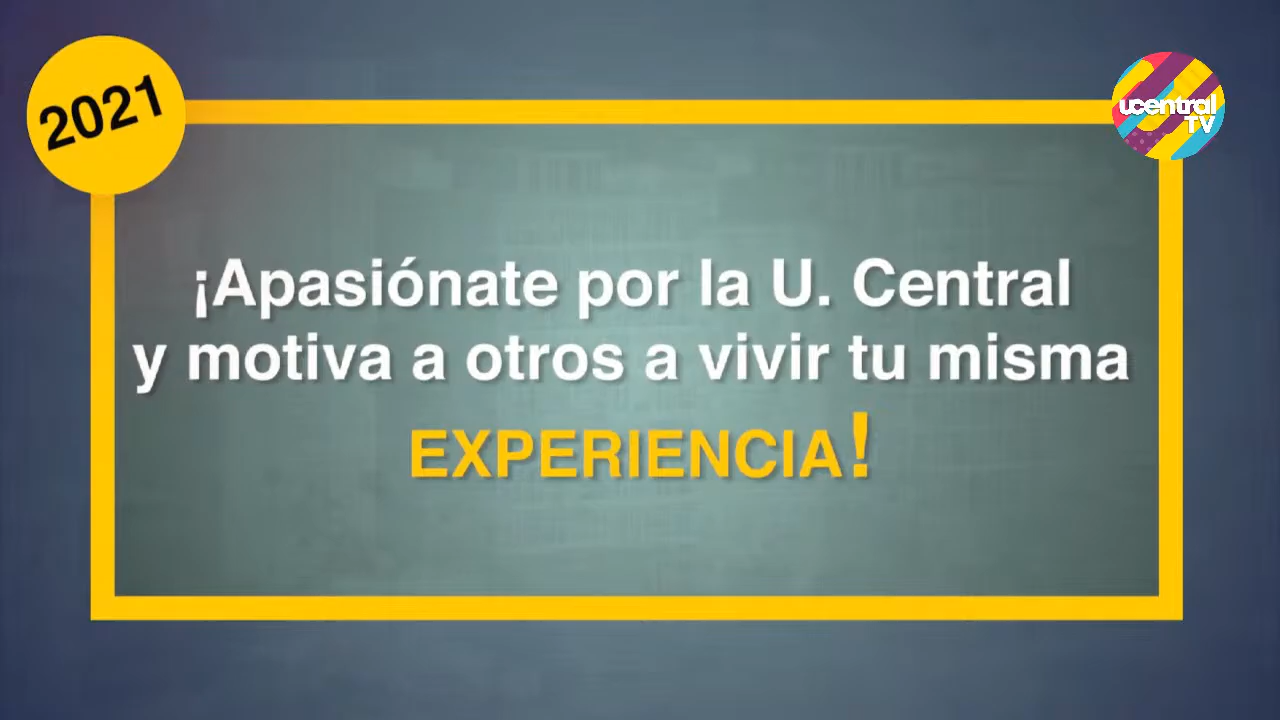 2021
ucentral
TV
¡Apasiónate por la U. Central
y motiva a otros a vivir tu misma
EXPERIENCIA!